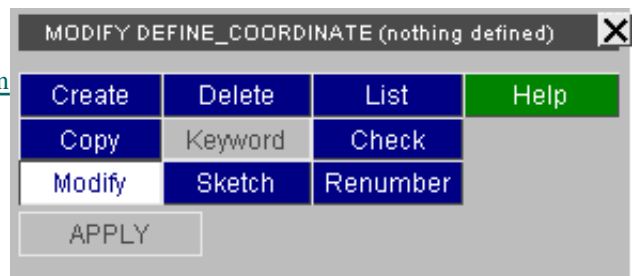 MODIFY DEFINE_COORDINATE (nothing defined) X
Create Delete List Help
Copy Keyword Check
Modify Sketch Renumber
APPLY